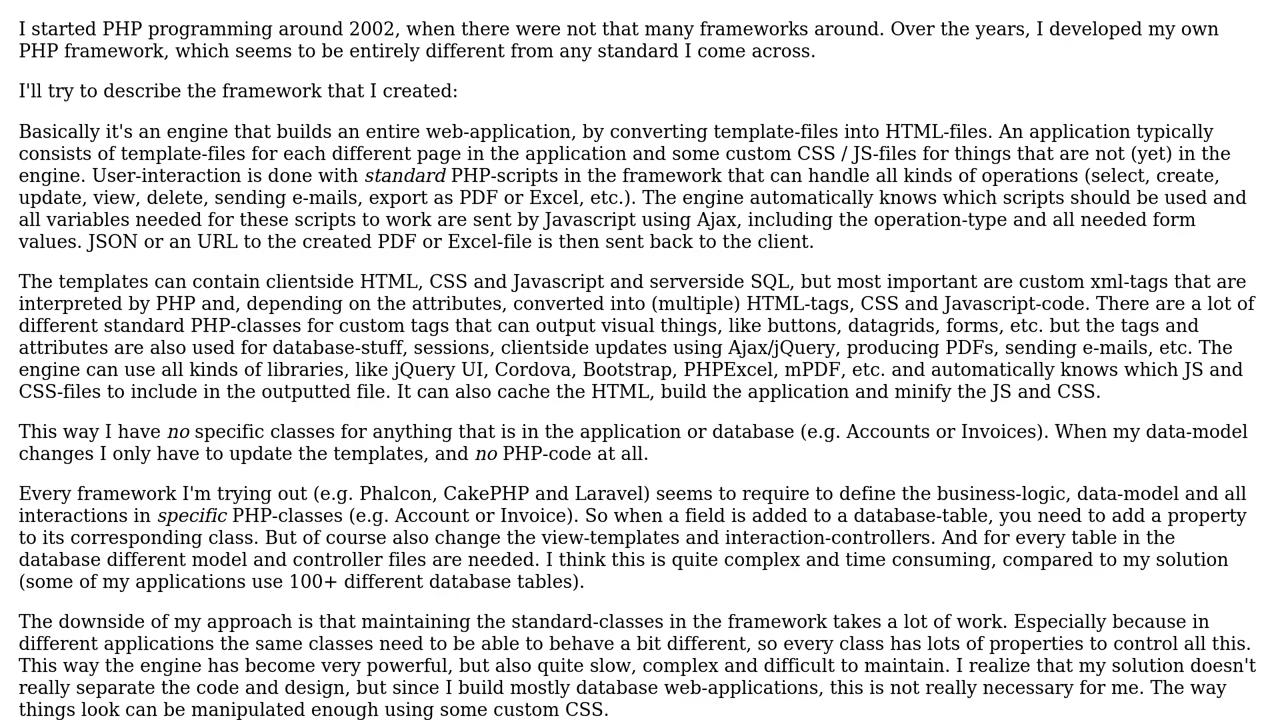 I started PHP programming around 2002, when there were not that many frameworks around. Over the years, I developed my own
PHP framework, which seems to be entirely different from any standard I come across.
I'll try to describe the framework that I created:
Basically it's an engine that builds an entire web-application, by converting template-files into HTML-files. An application typically
consists of template-files for each different page in the application and some custom CSS / JS-files for things that are not (yet) in the
engine. User-interaction is done with standard PHP-scripts in the framework that can handle all kinds of operations (select, create,
update, view, delete, sending e-mails, export as PDF or Excel, etc.). The engine automatically knows which scripts should be used and
all variables needed for these scripts to work are sent by Javascript using Ajax, including the operation-type and all needed form
values. JSON or an URL to the created PDF or Excel-file is then sent back to the client.
The templates can contain clientside HTML, CSS and Javascript and serverside SQL, but most important are custom xml-tags that are
interpreted by PHP and, depending on the attributes, converted into (multiple) HTML-tags, CSS and Javascript-code. There are a lot of
different standard PHP-classes for custom tags that can output visual things, like buttons, datagrids, forms, etc. but the tags and
attributes are also used for database-stuff, sessions, clientside updates using Ajax/jQuery, producing PDFs, sending e-mails, etc. The
engine can use all kinds of libraries, like jQuery UI, Cordova, Bootstrap, PHPExcel, mPDF, etc. and automatically knows which JS and
CSS-files to include in the outputted file. It can also cache the HTML, build the application and minify the JS and CSS.
This way I have no specific classes for anything that is in the application or database (e.g. Accounts or Invoices). When my data-model
changes I only have to update the templates, and no PHP-code at all.
Every framework I'm trying out (e.g. Phalcon, CakePHP and Laravel) seems to require to define the business-logic, data-model and all
interactions in specific PHP-classes (e.g. Account or Invoice). So when a field is added to a database-table, you need to add a property
to its corresponding class. But of course also change the view-templates and interaction-controllers. And for every table in the
database different model and controller files are needed. I think this is quite complex and time consuming, compared to my solution
(some of my applications use 100+ different database tables).
The downside of my approach is that maintaining the standard-classes in the framework takes a lot of work. Especially because in
different applications the same classes need to be able to behave a bit different, so every class has lots of properties to control all this.
This way the engine has become very powerful, but also quite slow, complex and difficult to maintain. I realize that my solution doesn't
really separate the code and design, but since I build mostly database web-applications, this is not really necessary for me. The way
things look can be manipulated enough using some custom CSS.